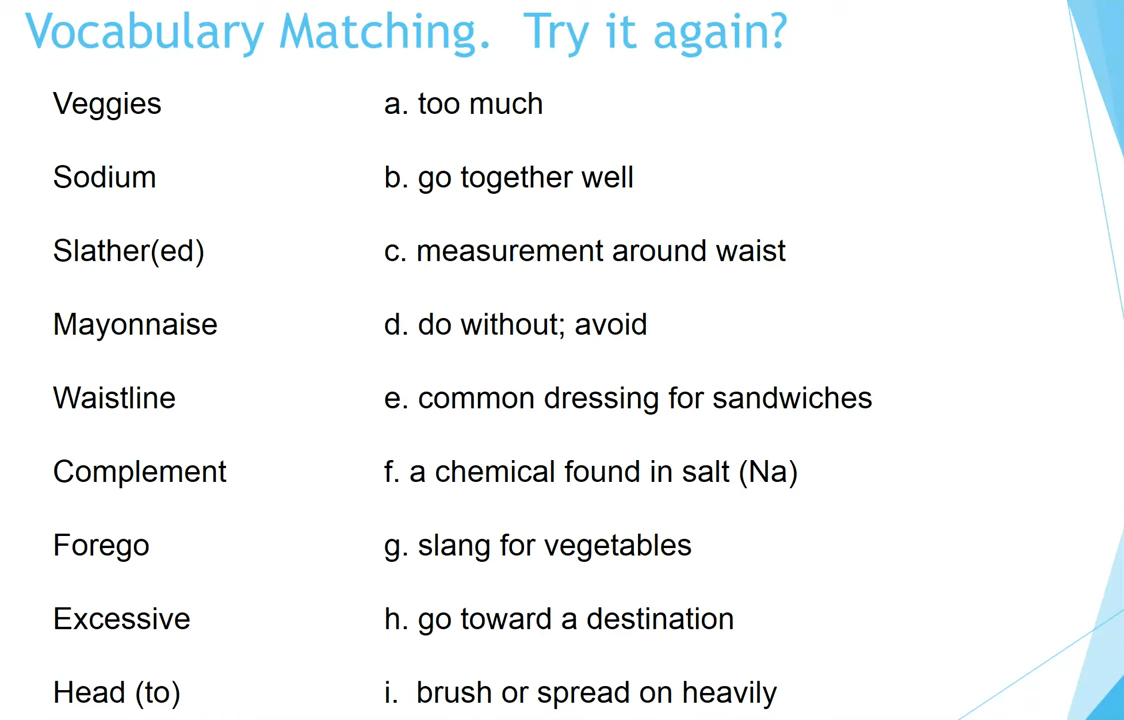 Vocabulary Matching. Try it again?
Veggies a. too much
Sodium b. go together well
Slather(ed) c. measurement around waist
Mayonnaise d. do without; avoid
Waistline e. common dressing for sandwiches
Complement f. a chemical found in salt (Na)
Forego g. slang for vegetables
Excessive h. go toward a destination
Head (to) i. brush or spread on heavily